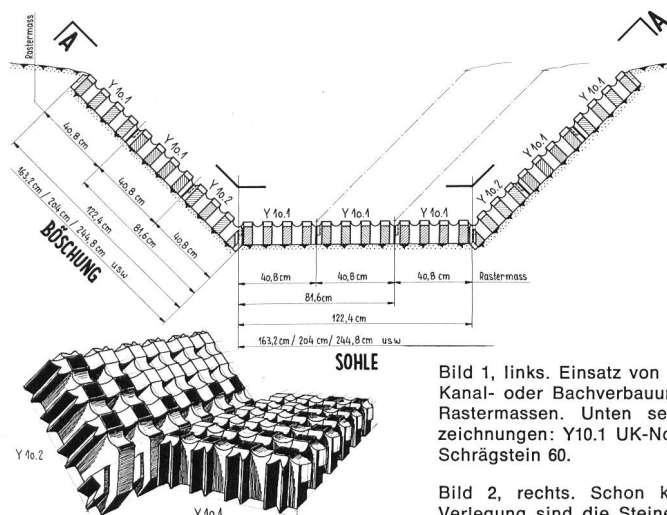 A
A
Rastermass
Y 10.1
Y 10.1
40,8 cm
Y 10.1
Y 10.1
40,8 cm
Y 10.2
Y 10.2
163,2 cm / 204 cm / 244,8 cm usw
122,4 cm
81,6 cm
40,8 cm
BÖSCHUNG
Y 10.1 Y 10.1 Y 10.1
40,8 cm 40,8 cm 40,8 cm Rastermass
81,6 cm
122,4 cm
163,2 cm / 204 cm / 244,8 cm usw
SOHLE
Y 10.2
Y 10.1
Bild 1, links. Einsatz von
Kanal- oder Bachverbauun
Rastermassen. Unten se
zeichnungen: Y10.1 UK-No
Schrägstein 60.
Bild 2, rechts. Schon k
Verlegung sind die Steine